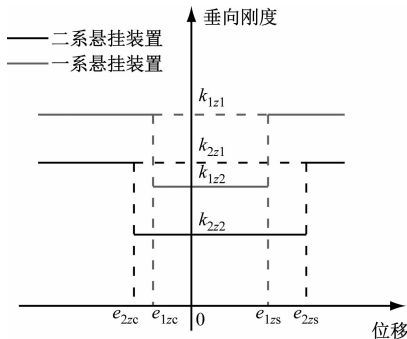 垂向刚度
二系悬挂装置
一系悬挂装置
k1z1
k2z1
k1z2
k2z2
e2zc e1zc 0 e1zs e2zs
位移